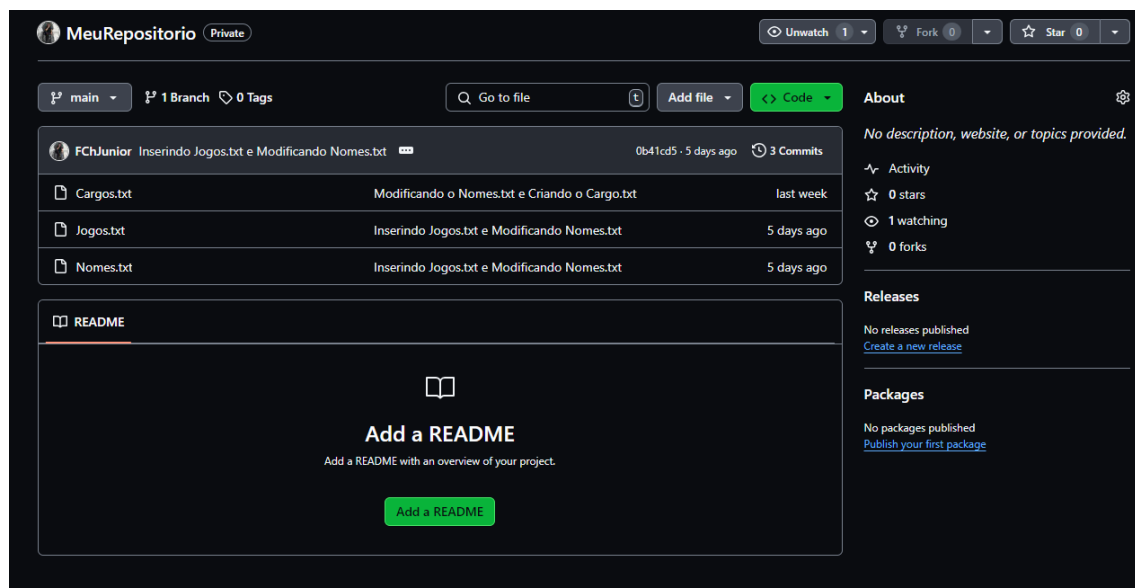 MeuRepositorio Private Unwatch 1 Fork 0 Star 0
main 1 Branch 0 Tags Go to file t Add file Code
FChJunior Inserindo Jogos.txt e Modificando Nomes.txt 0b41cd5 · 5 days ago 3 Commits
Cargos.txt Modificando o Nomes.txt e Criando o Cargo.txt last week
Jogos.txt Inserindo Jogos.txt e Modificando Nomes.txt 5 days ago
Nomes.txt Inserindo Jogos.txt e Modificando Nomes.txt 5 days ago
README
Add a README
Add a README with an overview of your project.
Add a README
About
No description, website, or topics provided.
Activity
0 stars
1 watching
0 forks
Releases
No releases published
Create a new release
Packages
No packages published
Publish your first package